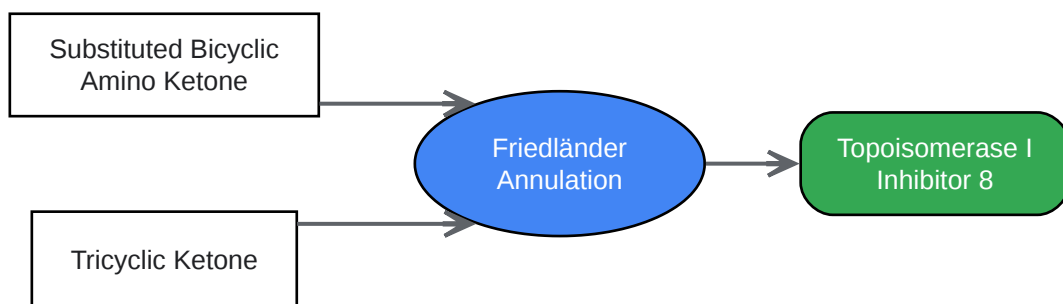 Substituted Bicyclic
Amino Ketone
Friedländer
Annulation
Topoisomerase I
Inhibitor 8
Tricyclic Ketone